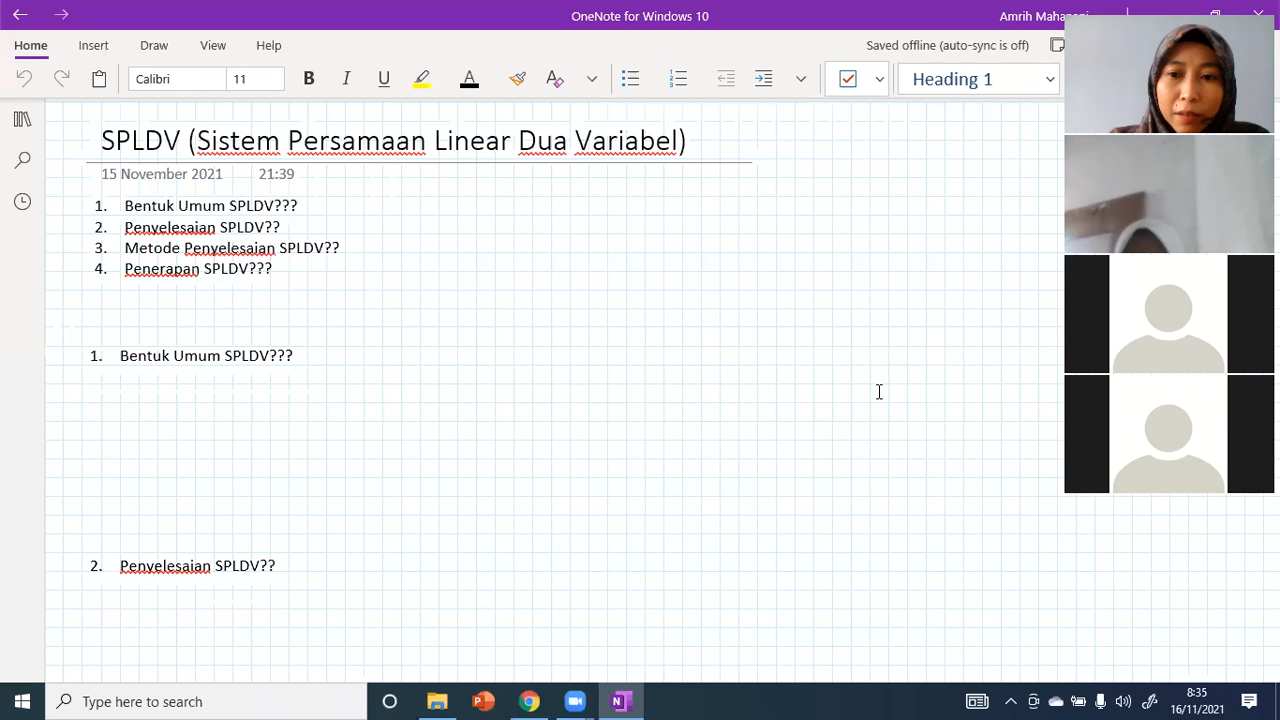 OneNote for Windows 10
Home Insert Draw View Help
Saved offline (auto-sync is off)
Calibri 11 B I U A Heading 1
SPLDV (Sistem Persamaan Linear Dua Variabel)
15 November 2021 21:39
1. Bentuk Umum SPLDV???
2. Penyelesaian SPLDV??
3. Metode Penyelesaian SPLDV??
4. Penerapan SPLDV???
1. Bentuk Umum SPLDV???
2. Penyelesaian SPLDV??
Type here to search
8:35
16/11/2021